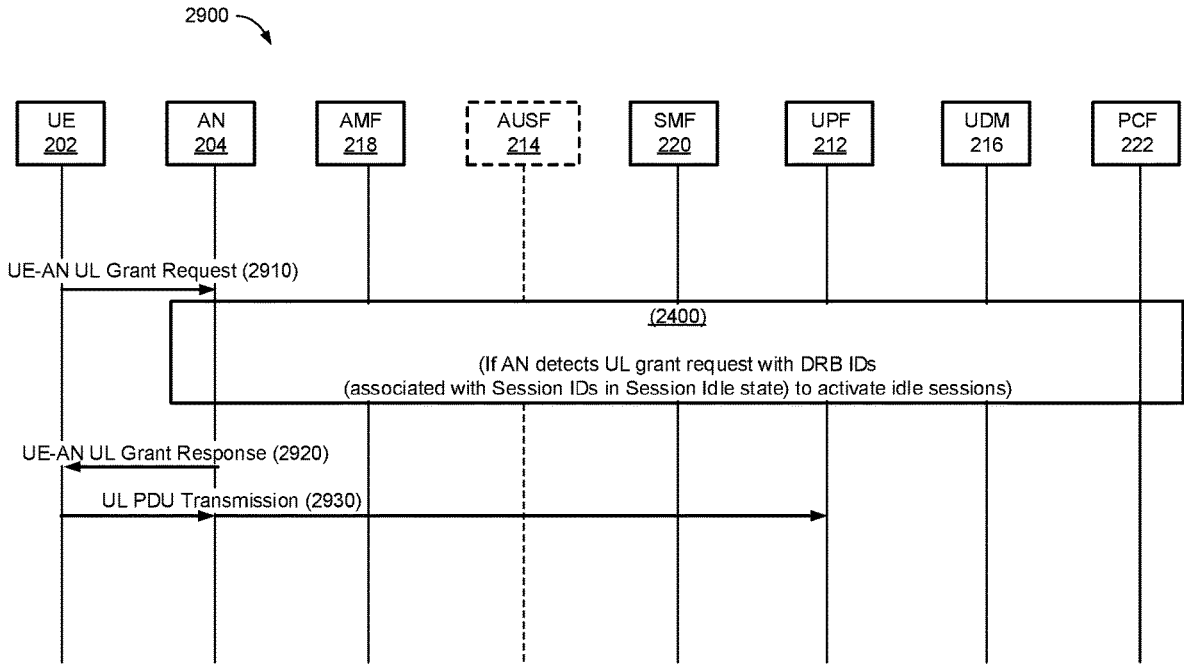 2900
UE
202
AN
204
AMF
218
AUSF
214
SMF
220
UPF
212
UDM
216
PCF
222
UE-AN UL Grant Request (2910)
(2400)
(If AN detects UL grant request with DRB IDs
(associated with Session IDs in Session Idle state) to activate idle sessions)
UE-AN UL Grant Response (2920)
UL PDU Transmission (2930)